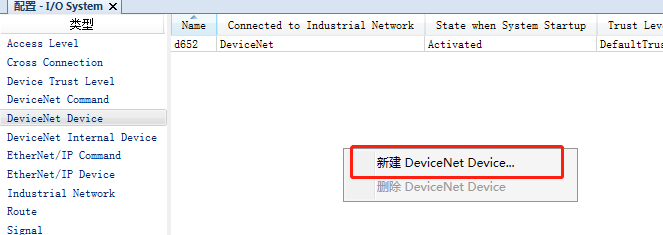 配置 - I/O System ×
类型
Access Level
Cross Connection
Device Trust Level
DeviceNet Command
DeviceNet Device
DeviceNet Internal Device
EtherNet/IP Command
EtherNet/IP Device
Industrial Network
Route
Signal
Name Connected to Industrial Network State when System Startup Trust Leve
d652 DeviceNet Activated DefaultTrus
新建 DeviceNet Device...
删除 DeviceNet Device